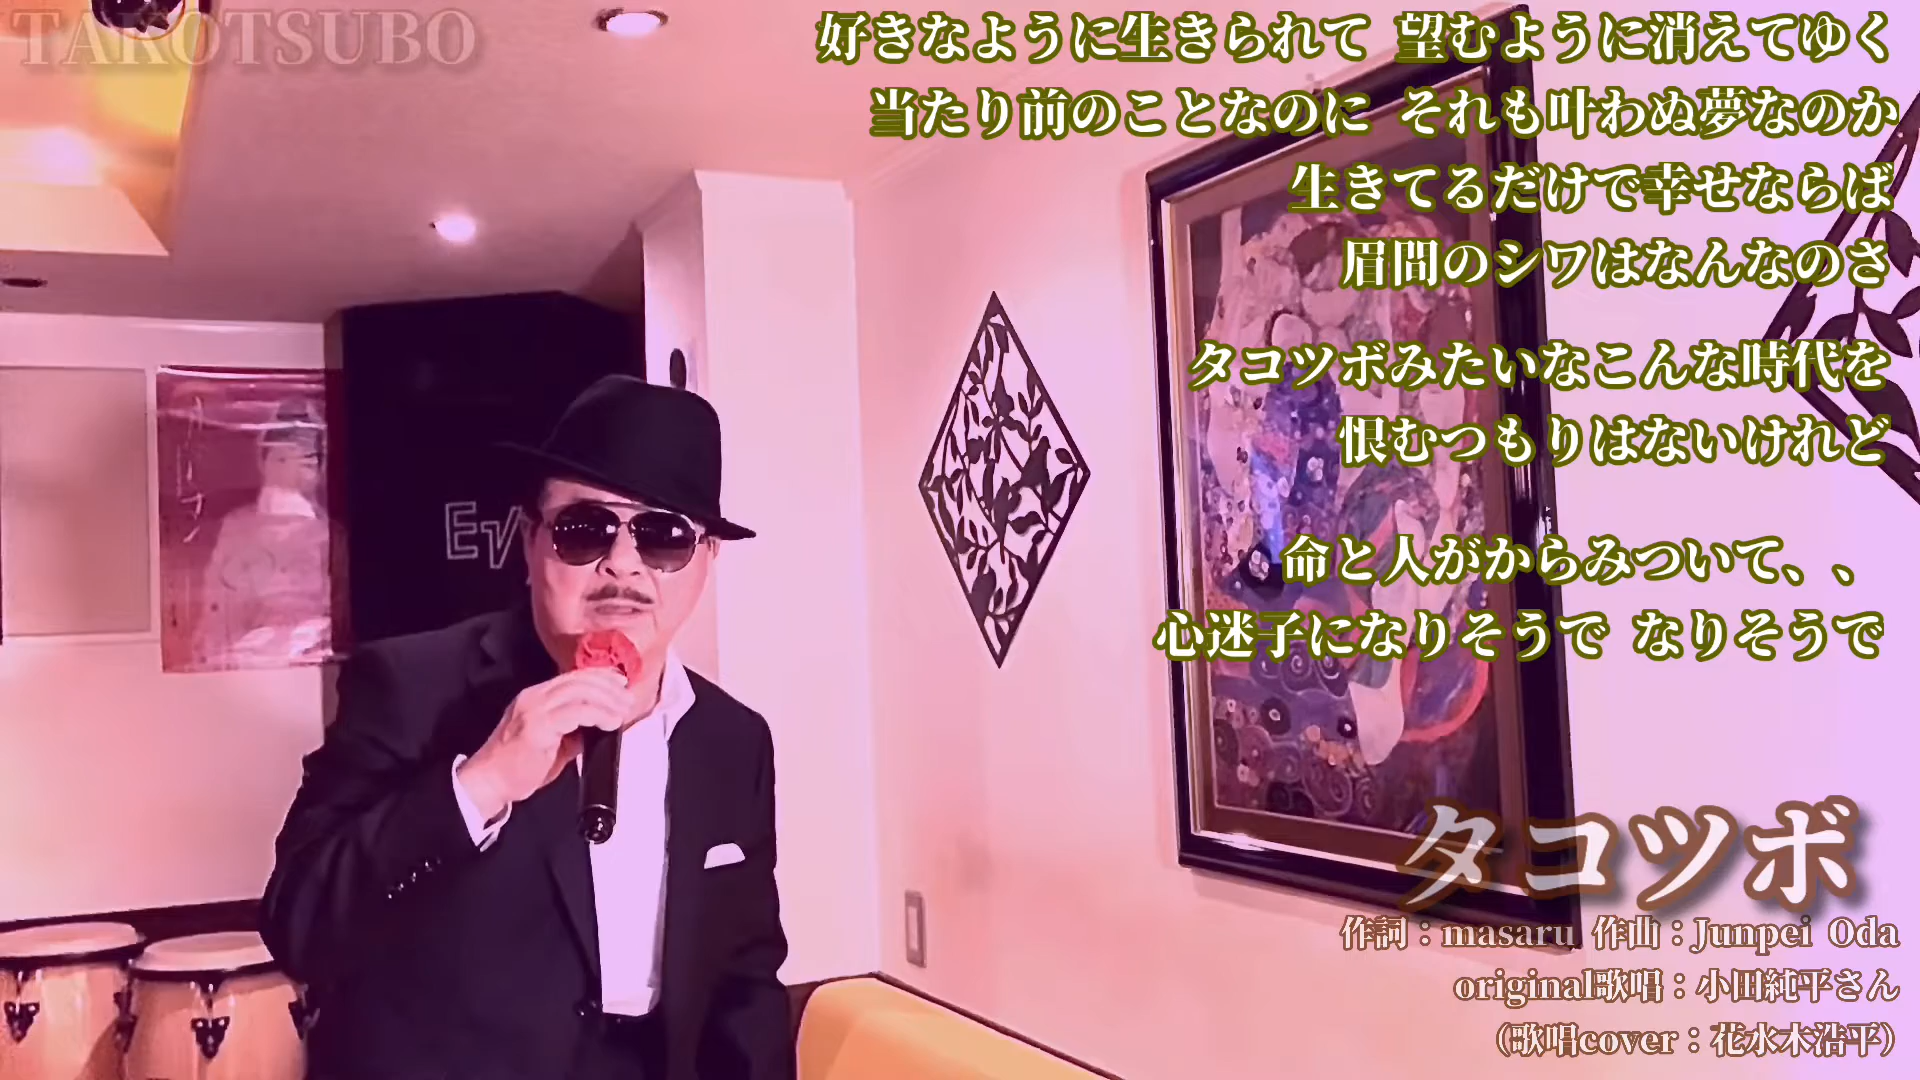 TAKOTSUBO
好きなように生きられて 望むように消えてゆく
当たり前のことなのに それも叶わぬ夢なのか
生きてるだけで幸せならば
眉間のシワはなんなのさ
タコツボみたいなこんな時代を
恨むつもりはないけれど
命と人がからみついて、、
心迷子になりそうで なりそうで
タコツボ
作詞：masaru 作曲：Junpei Oda
original歌唱：小田純平さん
（歌唱cover：花水木浩平）